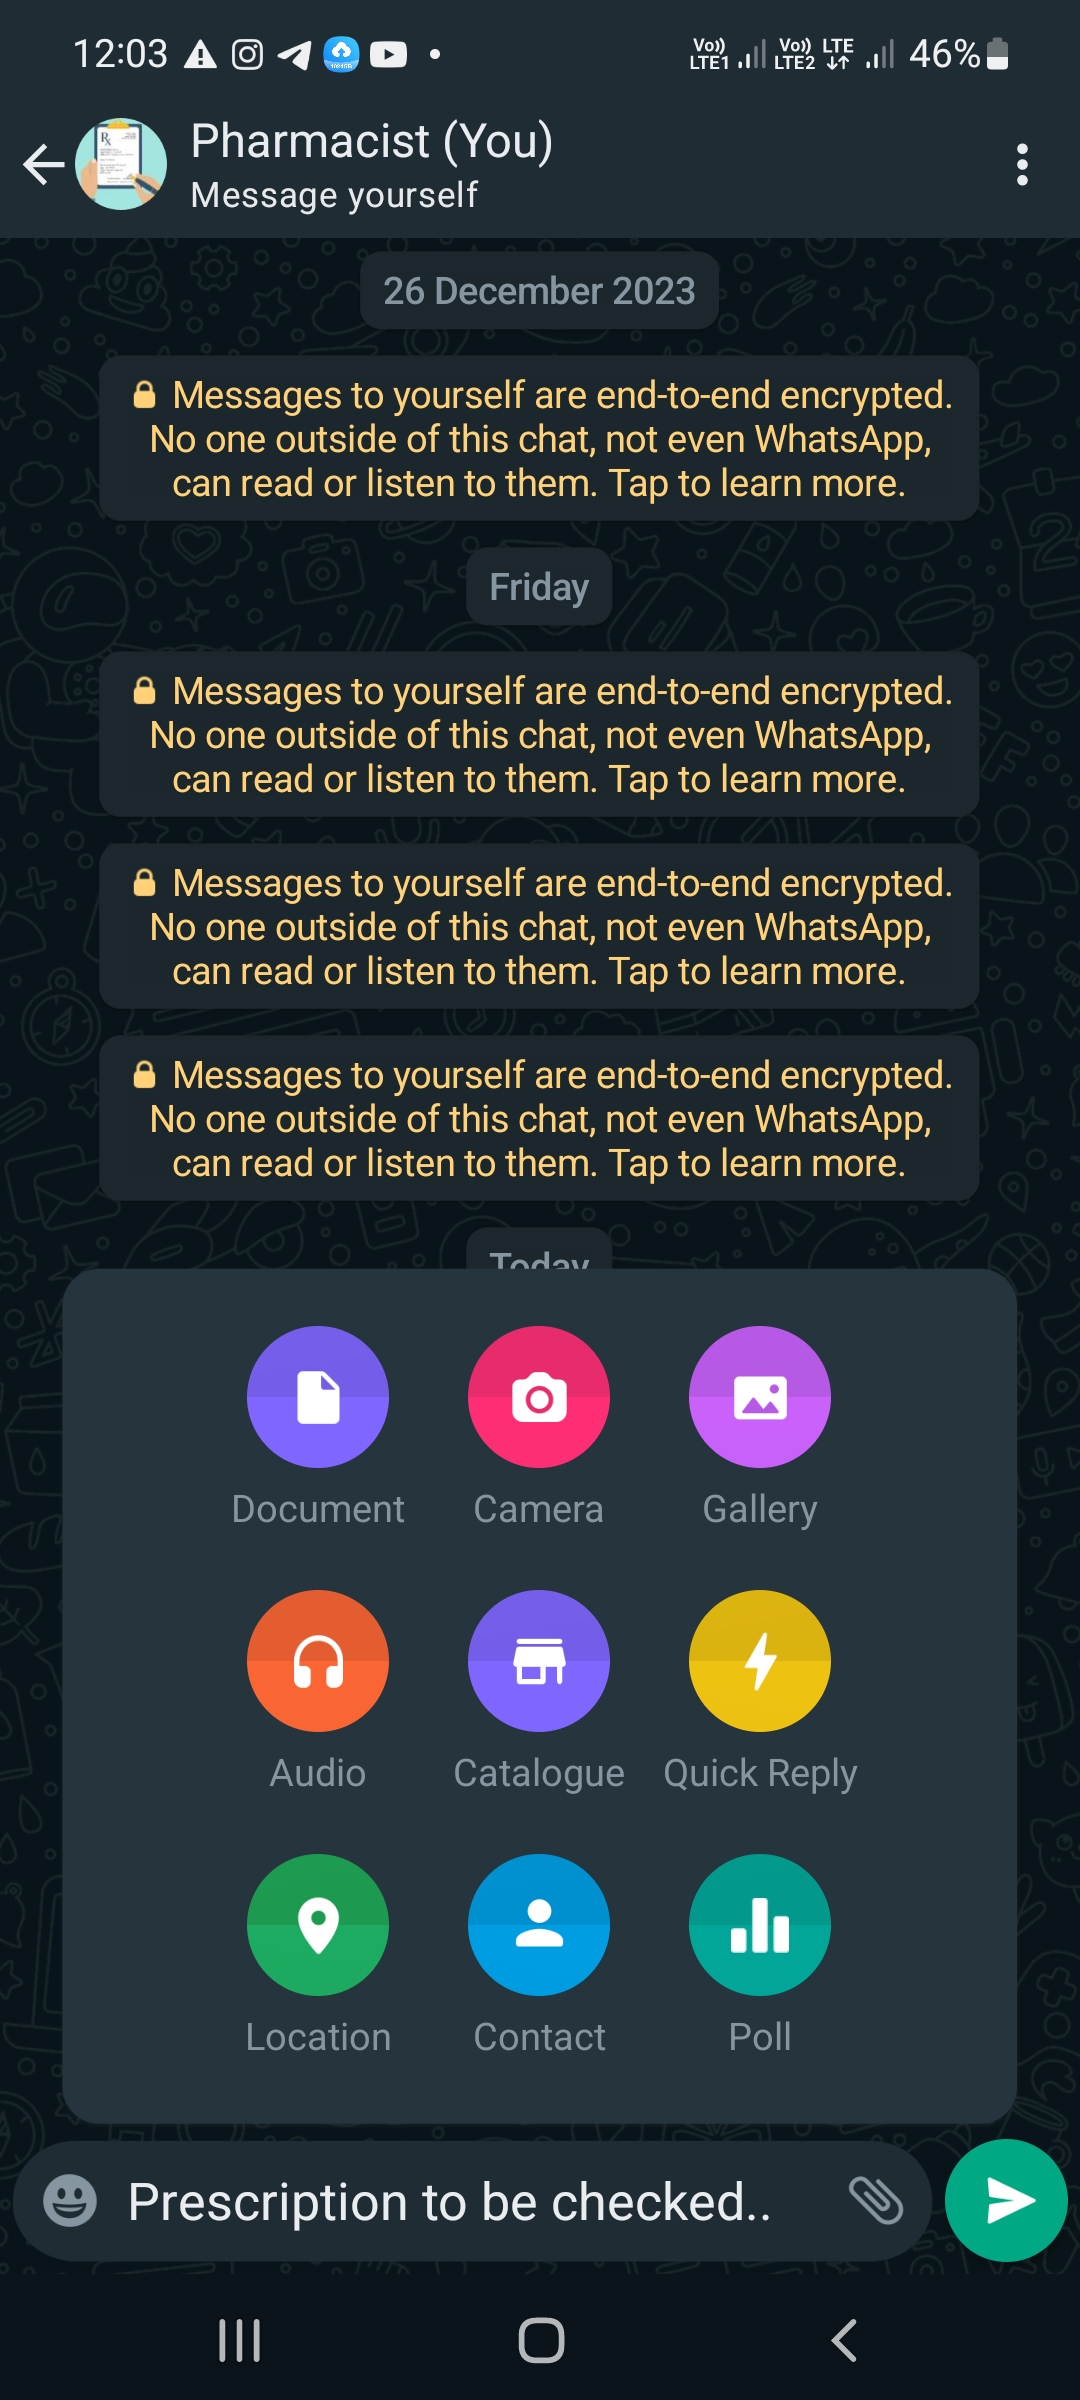 12:03
Vo)) LTE1 Vo)) LTE2 LTE 46%
Pharmacist (You)
Message yourself
26 December 2023
Messages to yourself are end-to-end encrypted.
No one outside of this chat, not even WhatsApp,
can read or listen to them. Tap to learn more.
Friday
Messages to yourself are end-to-end encrypted.
No one outside of this chat, not even WhatsApp,
can read or listen to them. Tap to learn more.
Messages to yourself are end-to-end encrypted.
No one outside of this chat, not even WhatsApp,
can read or listen to them. Tap to learn more.
Messages to yourself are end-to-end encrypted.
No one outside of this chat, not even WhatsApp,
can read or listen to them. Tap to learn more.
Today
Document Camera Gallery
Audio Catalogue Quick Reply
Location Contact Poll
Prescription to be checked..